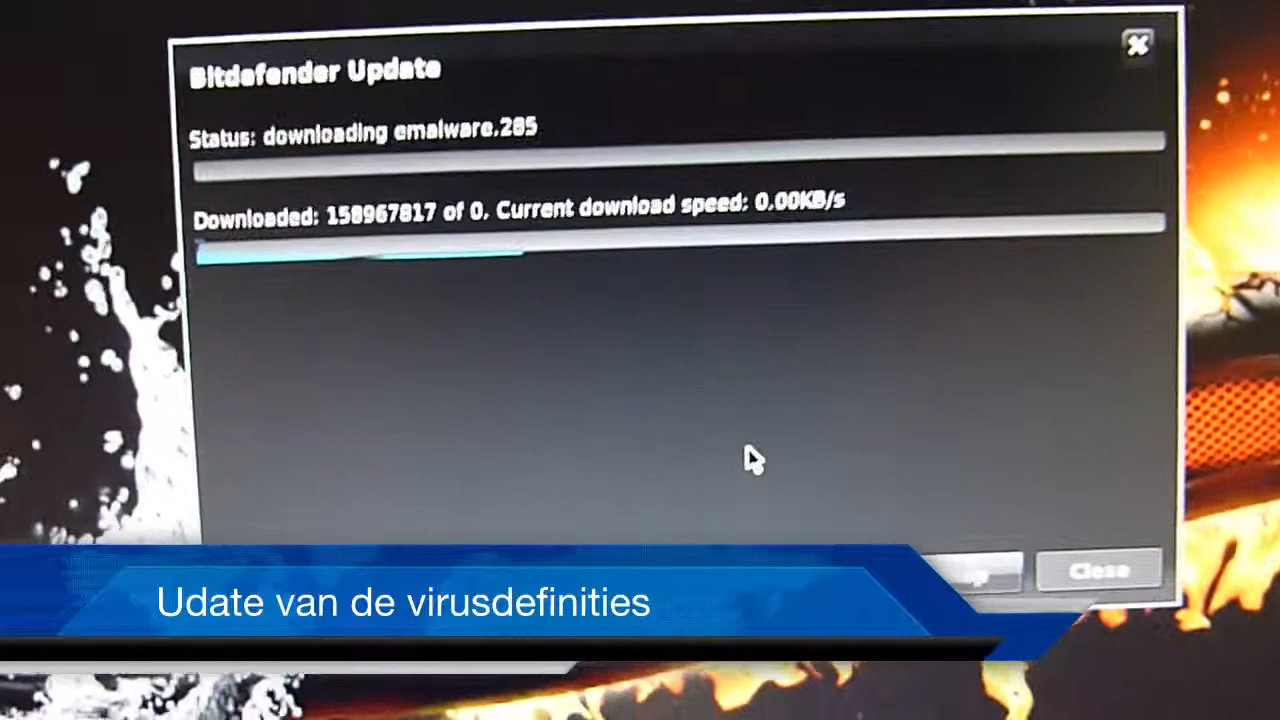 Bitdefender Update
Status: downloading emalware.285
Downloaded: 158967817 of 0, Current download speed: 0.00KB/s
Close
Udate van de virusdefinities